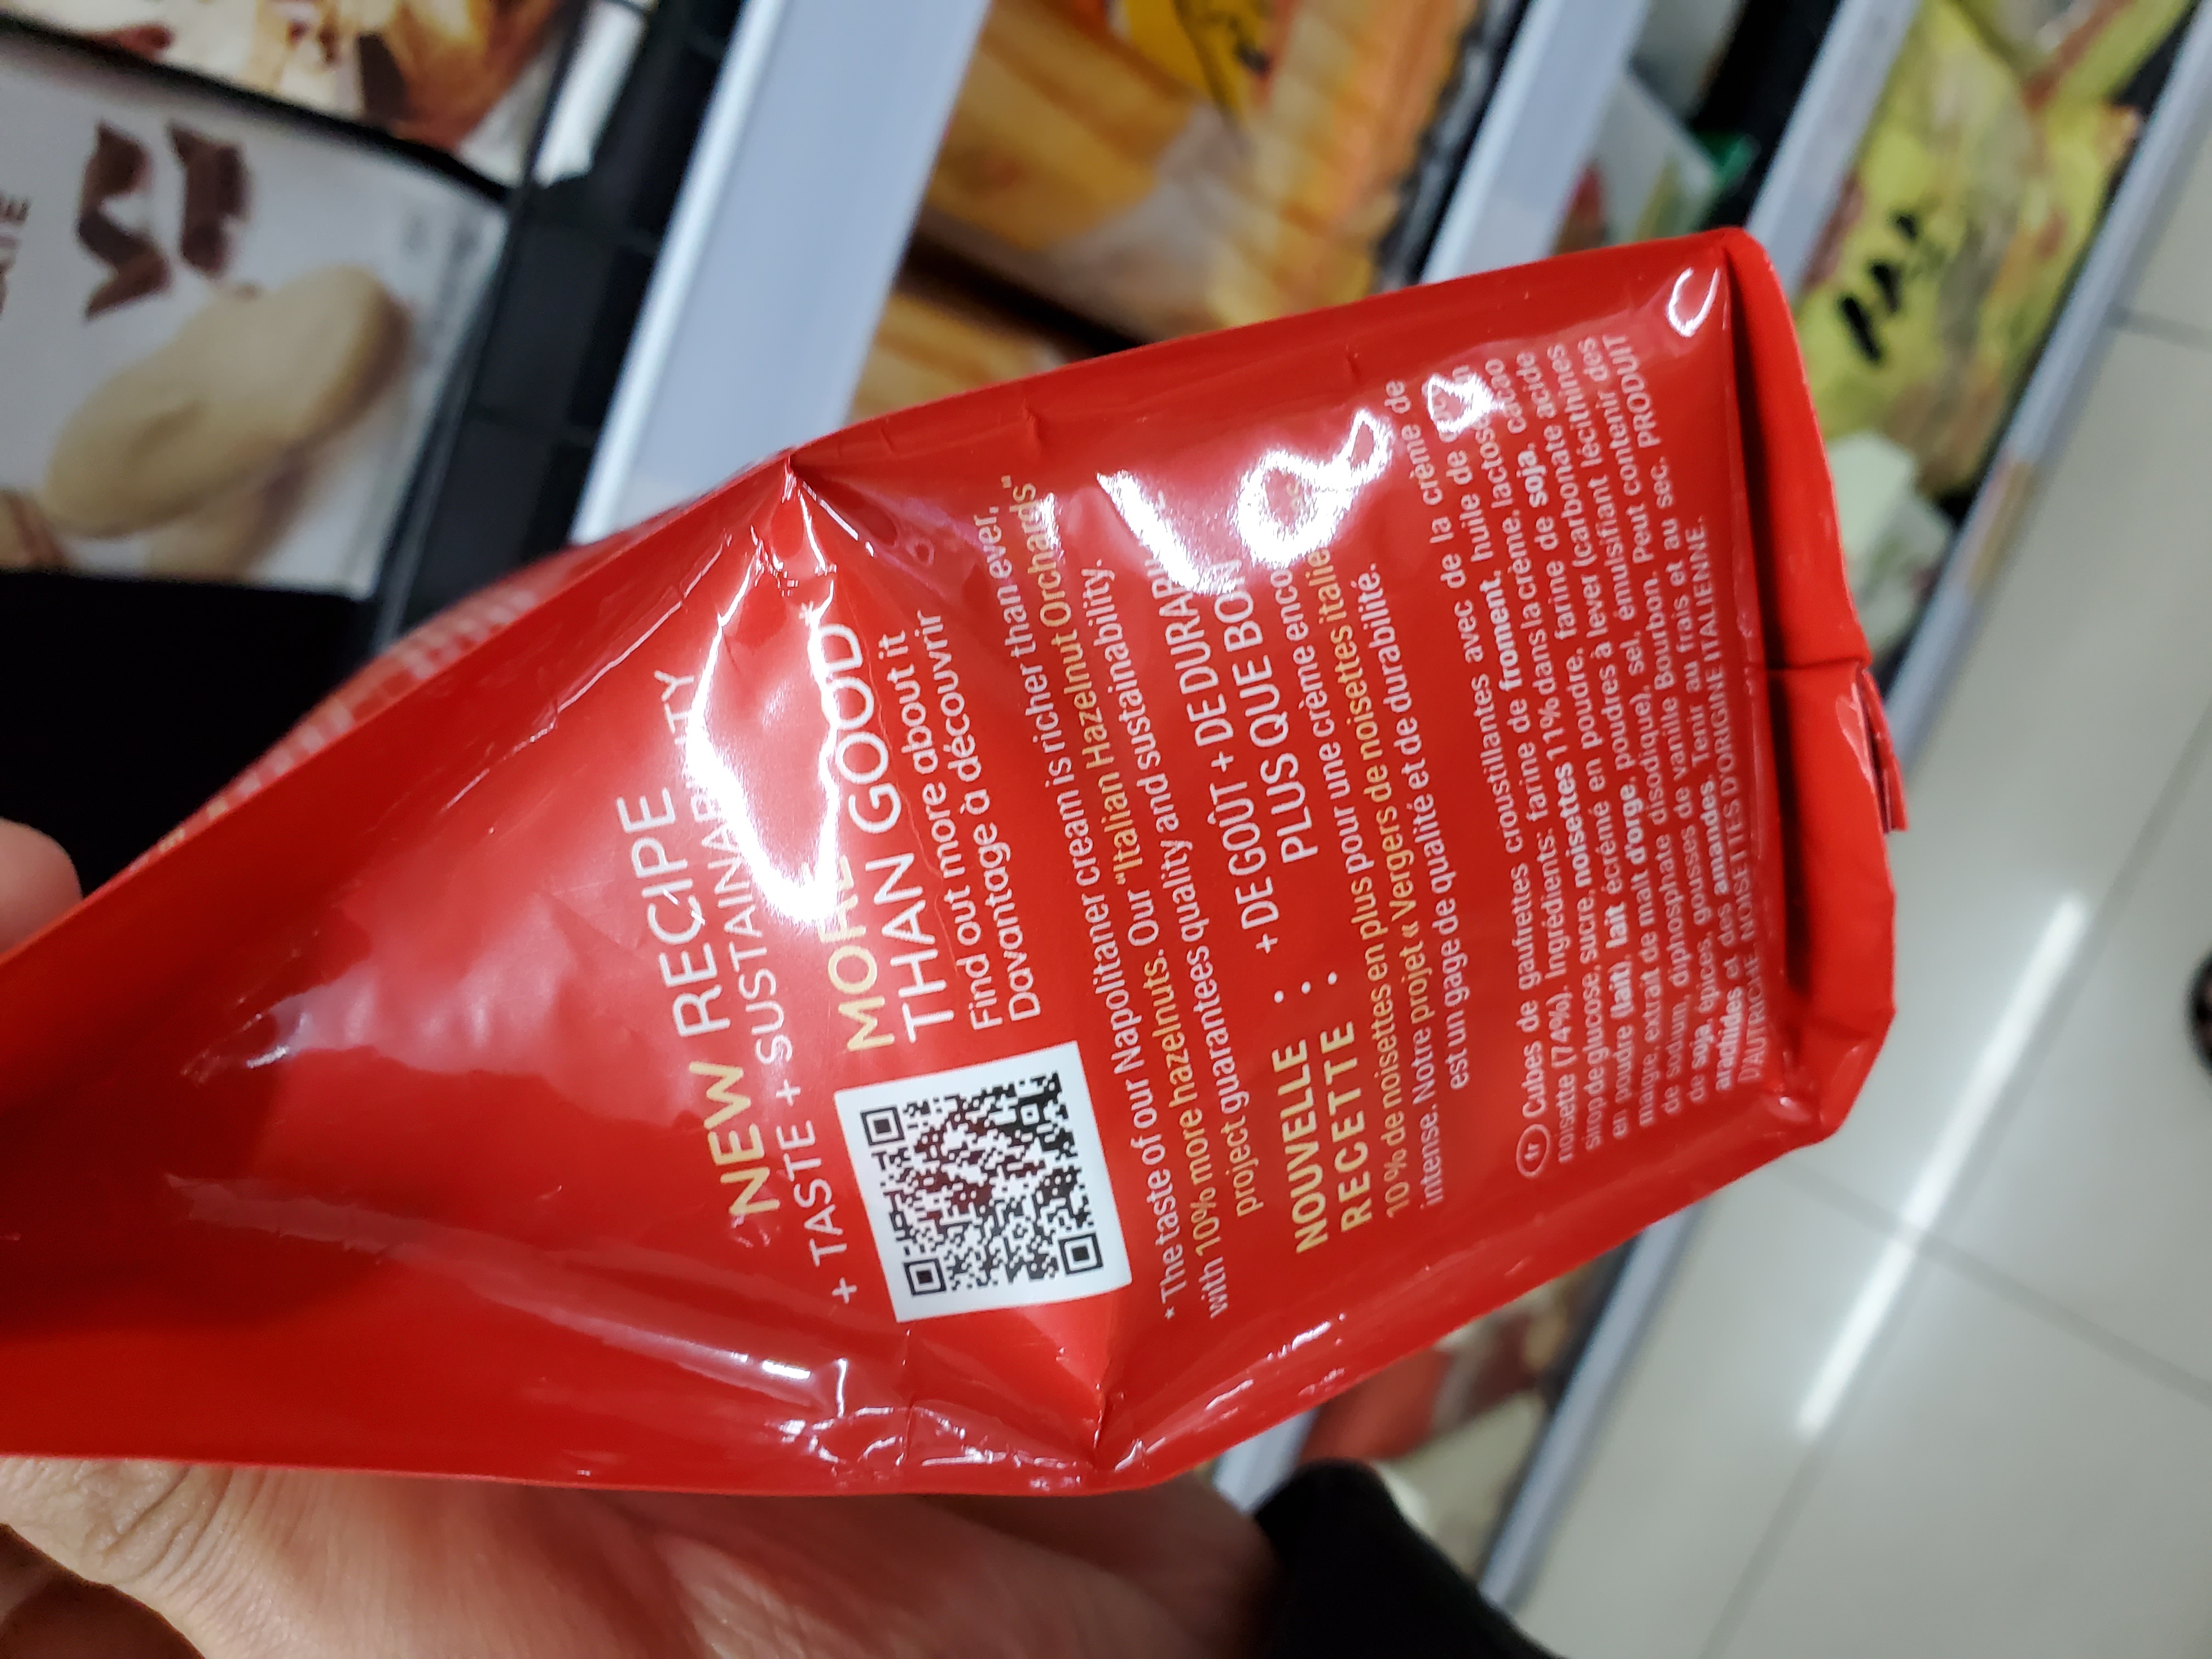 NEW RECIPE
+ TASTE + SUSTAINABILITY
MORE
THAN GOOD*
Find out more about it
Davantage à découvrir
* The taste of our Napolitaner cream is richer than ever,
with 10% more hazelnuts. Our "Italian Hazelnut Orchards"
project guarantees quality and sustainability.
NOUVELLE
RECETTE
:
+ DE GOÛT + DE DURABILITÉ
PLUS QUE BON
10 % de noisettes en plus pour une crème
intense. Notre projet « Vergers de noisettes
est un gage de qualité et de durabilité.
fr Cubes de gaufrettes croustillantes avec de la crème de
noisette (74%). Ingrédients: farine de froment, huile de coco,
sirop de glucose, sucre, noisettes 11% dans la crème, lactosérum
en poudre (lait), lait écrémé en poudre, farine de soja, cacao
maigre, extrait de malt d'orge, poudres à lever (carbonate acide
de sodium, diphosphate disodique), sel, émulsifiant lécithines
de soja, épices, gousses de vanille Bourbon. Peut contenir des
arachides et des amandes. Tenir au frais et au sec. PRODUIT
D'AUTRICHE. NOISETTES D'ORIGINE ITALIENNE.